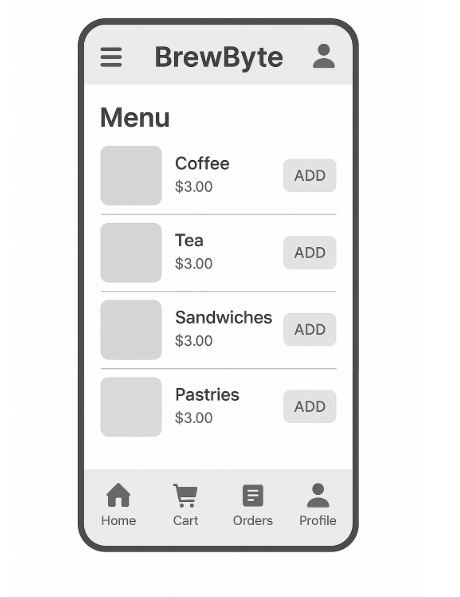 BrewByte
Menu
Coffee
$3.00
ADD
Tea
$3.00
ADD
Sandwiches
$3.00
ADD
Pastries
$3.00
ADD
Home Cart Orders Profile